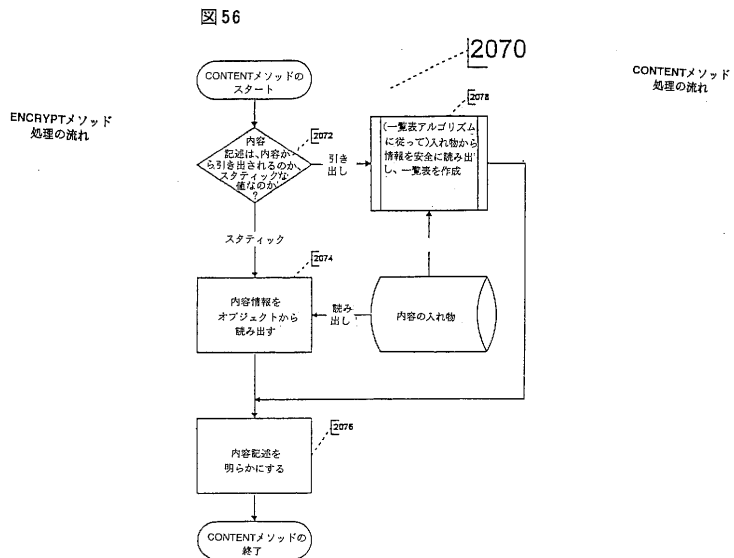 図56
2070
CONTENTメソッドの
スタート
CONTENTメソッド
処理の流れ
ENCRYPTメソッド
処理の流れ
2072
内容
記述は、内容か
ら引き出されるのか、
スタティックな
値なのか
?
引き
出し
2078
(一覧表アルゴリズム
に従って)入れ物から
情報を安全に読み出
し、一覧表を作成
スタティック
2074
内容情報を
オブジェクトから
読み出す
読み
出し
内容の入れ物
2076
内容記述を
明らかにする
CONTENTメソッドの
終了